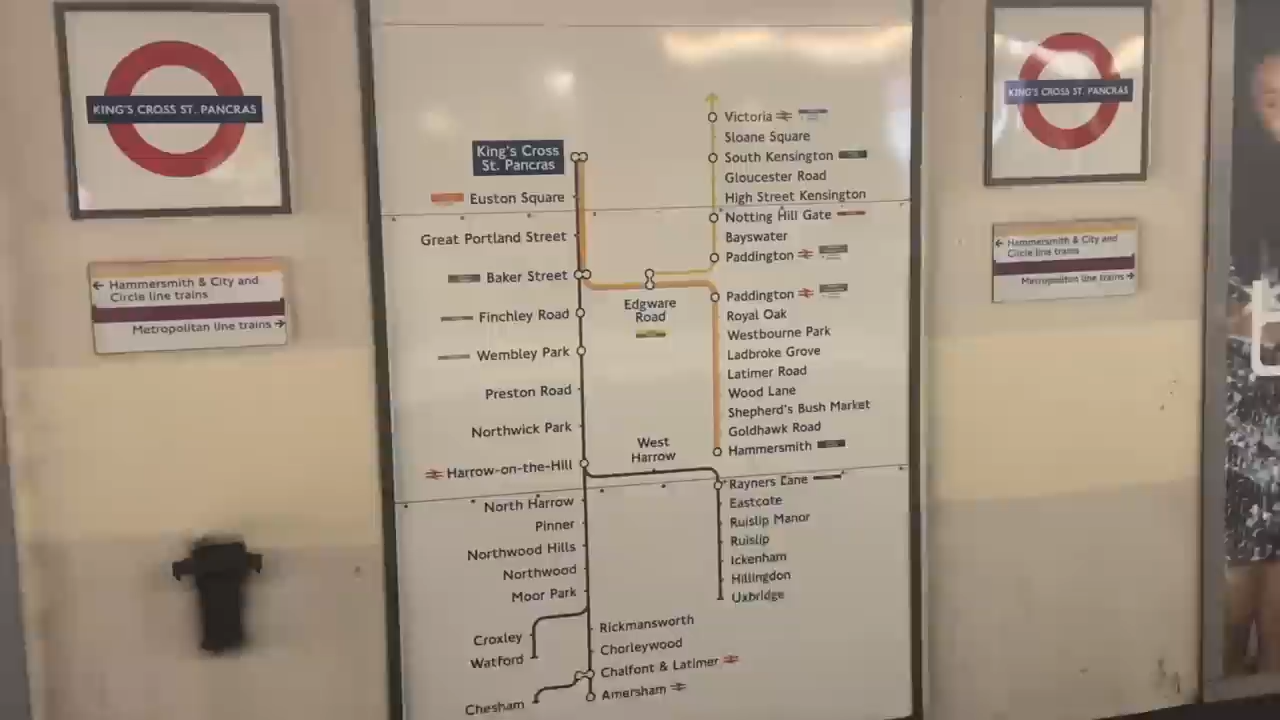 KING'S CROSS ST. PANCRAS
← Hammersmith & City and
Circle line trains
Metropolitan line trains →
King's Cross
St. Pancras
Euston Square
Great Portland Street
Baker Street
Finchley Road
Wembley Park
Preston Road
Northwick Park
Harrow-on-the-Hill
North Harrow
Pinner
Northwood Hills
Northwood
Moor Park
Croxley
Watford
Rickmansworth
Chorleywood
Chalfont & Latimer
Amersham
Chesham
Edgware
Road
West
Harrow
Victoria
Sloane Square
South Kensington
Gloucester Road
High Street Kensington
Notting Hill Gate
Bayswater
Paddington
Paddington
Royal Oak
Westbourne Park
Ladbroke Grove
Latimer Road
Wood Lane
Shepherd's Bush Market
Goldhawk Road
Hammersmith
Rayners Lane
Eastcote
Ruislip Manor
Ruislip
Ickenham
Hillingdon
Uxbridge
KING'S CROSS ST. PANCRAS
← Hammersmith & City and
Circle line trains
Metropolitan line trains →